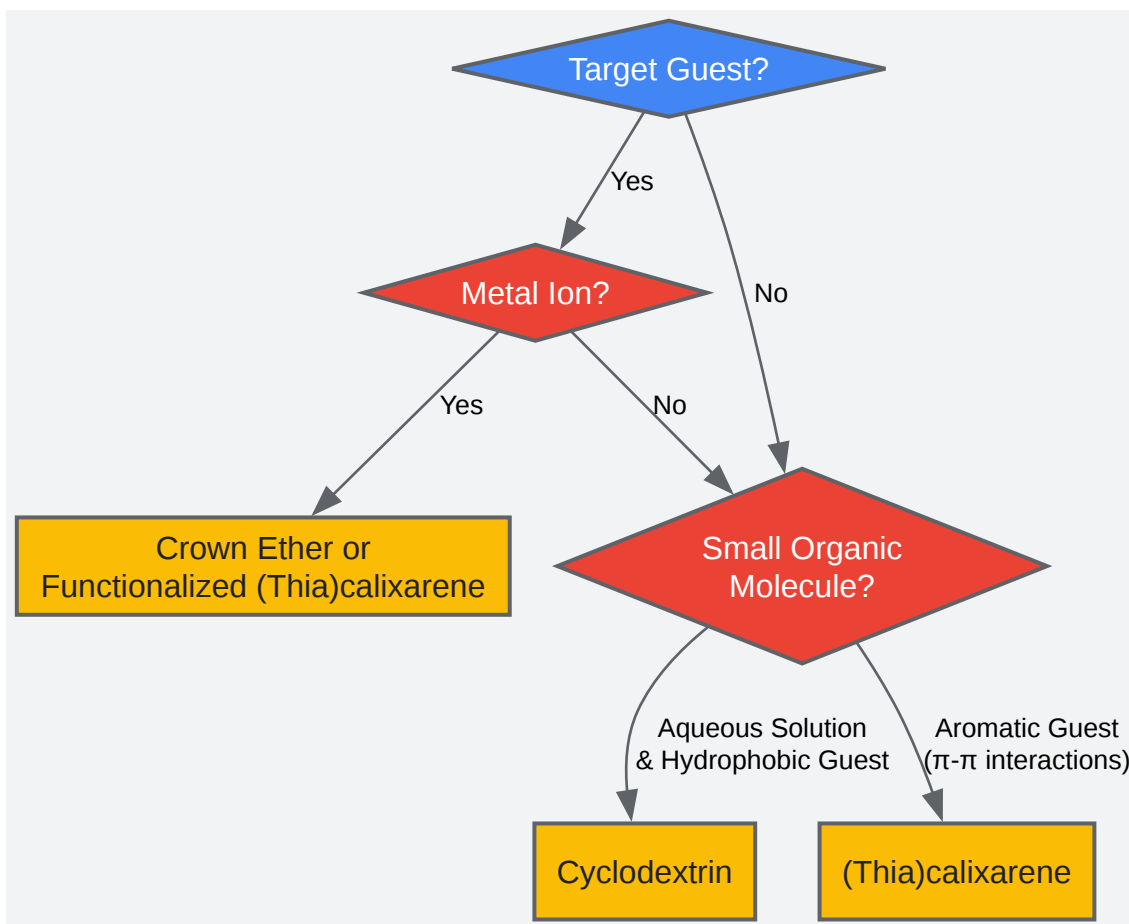 Target Guest?
Yes
No
Metal Ion?
Yes
No
Crown Ether or
Functionalized (Thia)calixarene
Small Organic
Molecule?
Aqueous Solution
& Hydrophobic Guest
Aromatic Guest
(π-π interactions)
Cyclodextrin
(Thia)calixarene